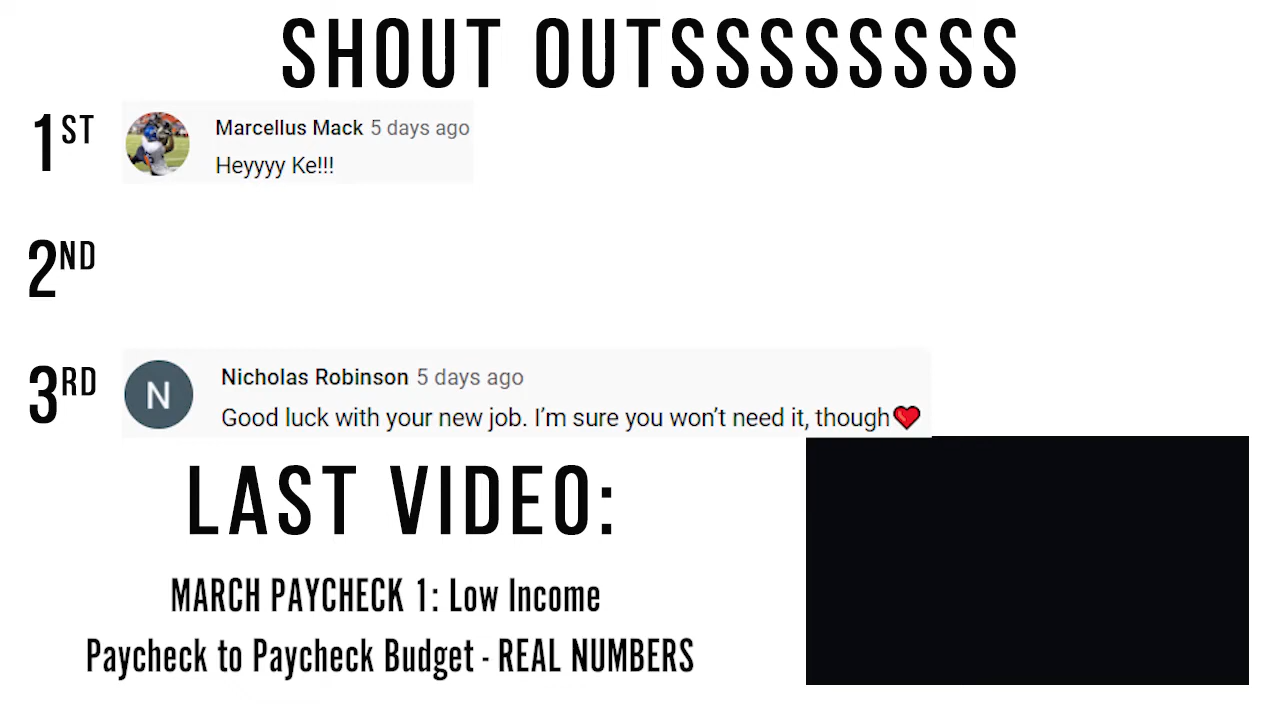 SHOUT OUTSSSSSSSS
1ST
Marcellus Mack 5 days ago
Heyyyy Ke!!!
2ND
3RD
N
Nicholas Robinson 5 days ago
Good luck with your new job. I’m sure you won’t need it, though❤️
LAST VIDEO:
MARCH PAYCHECK 1: Low Income
Paycheck to Paycheck Budget - REAL NUMBERS